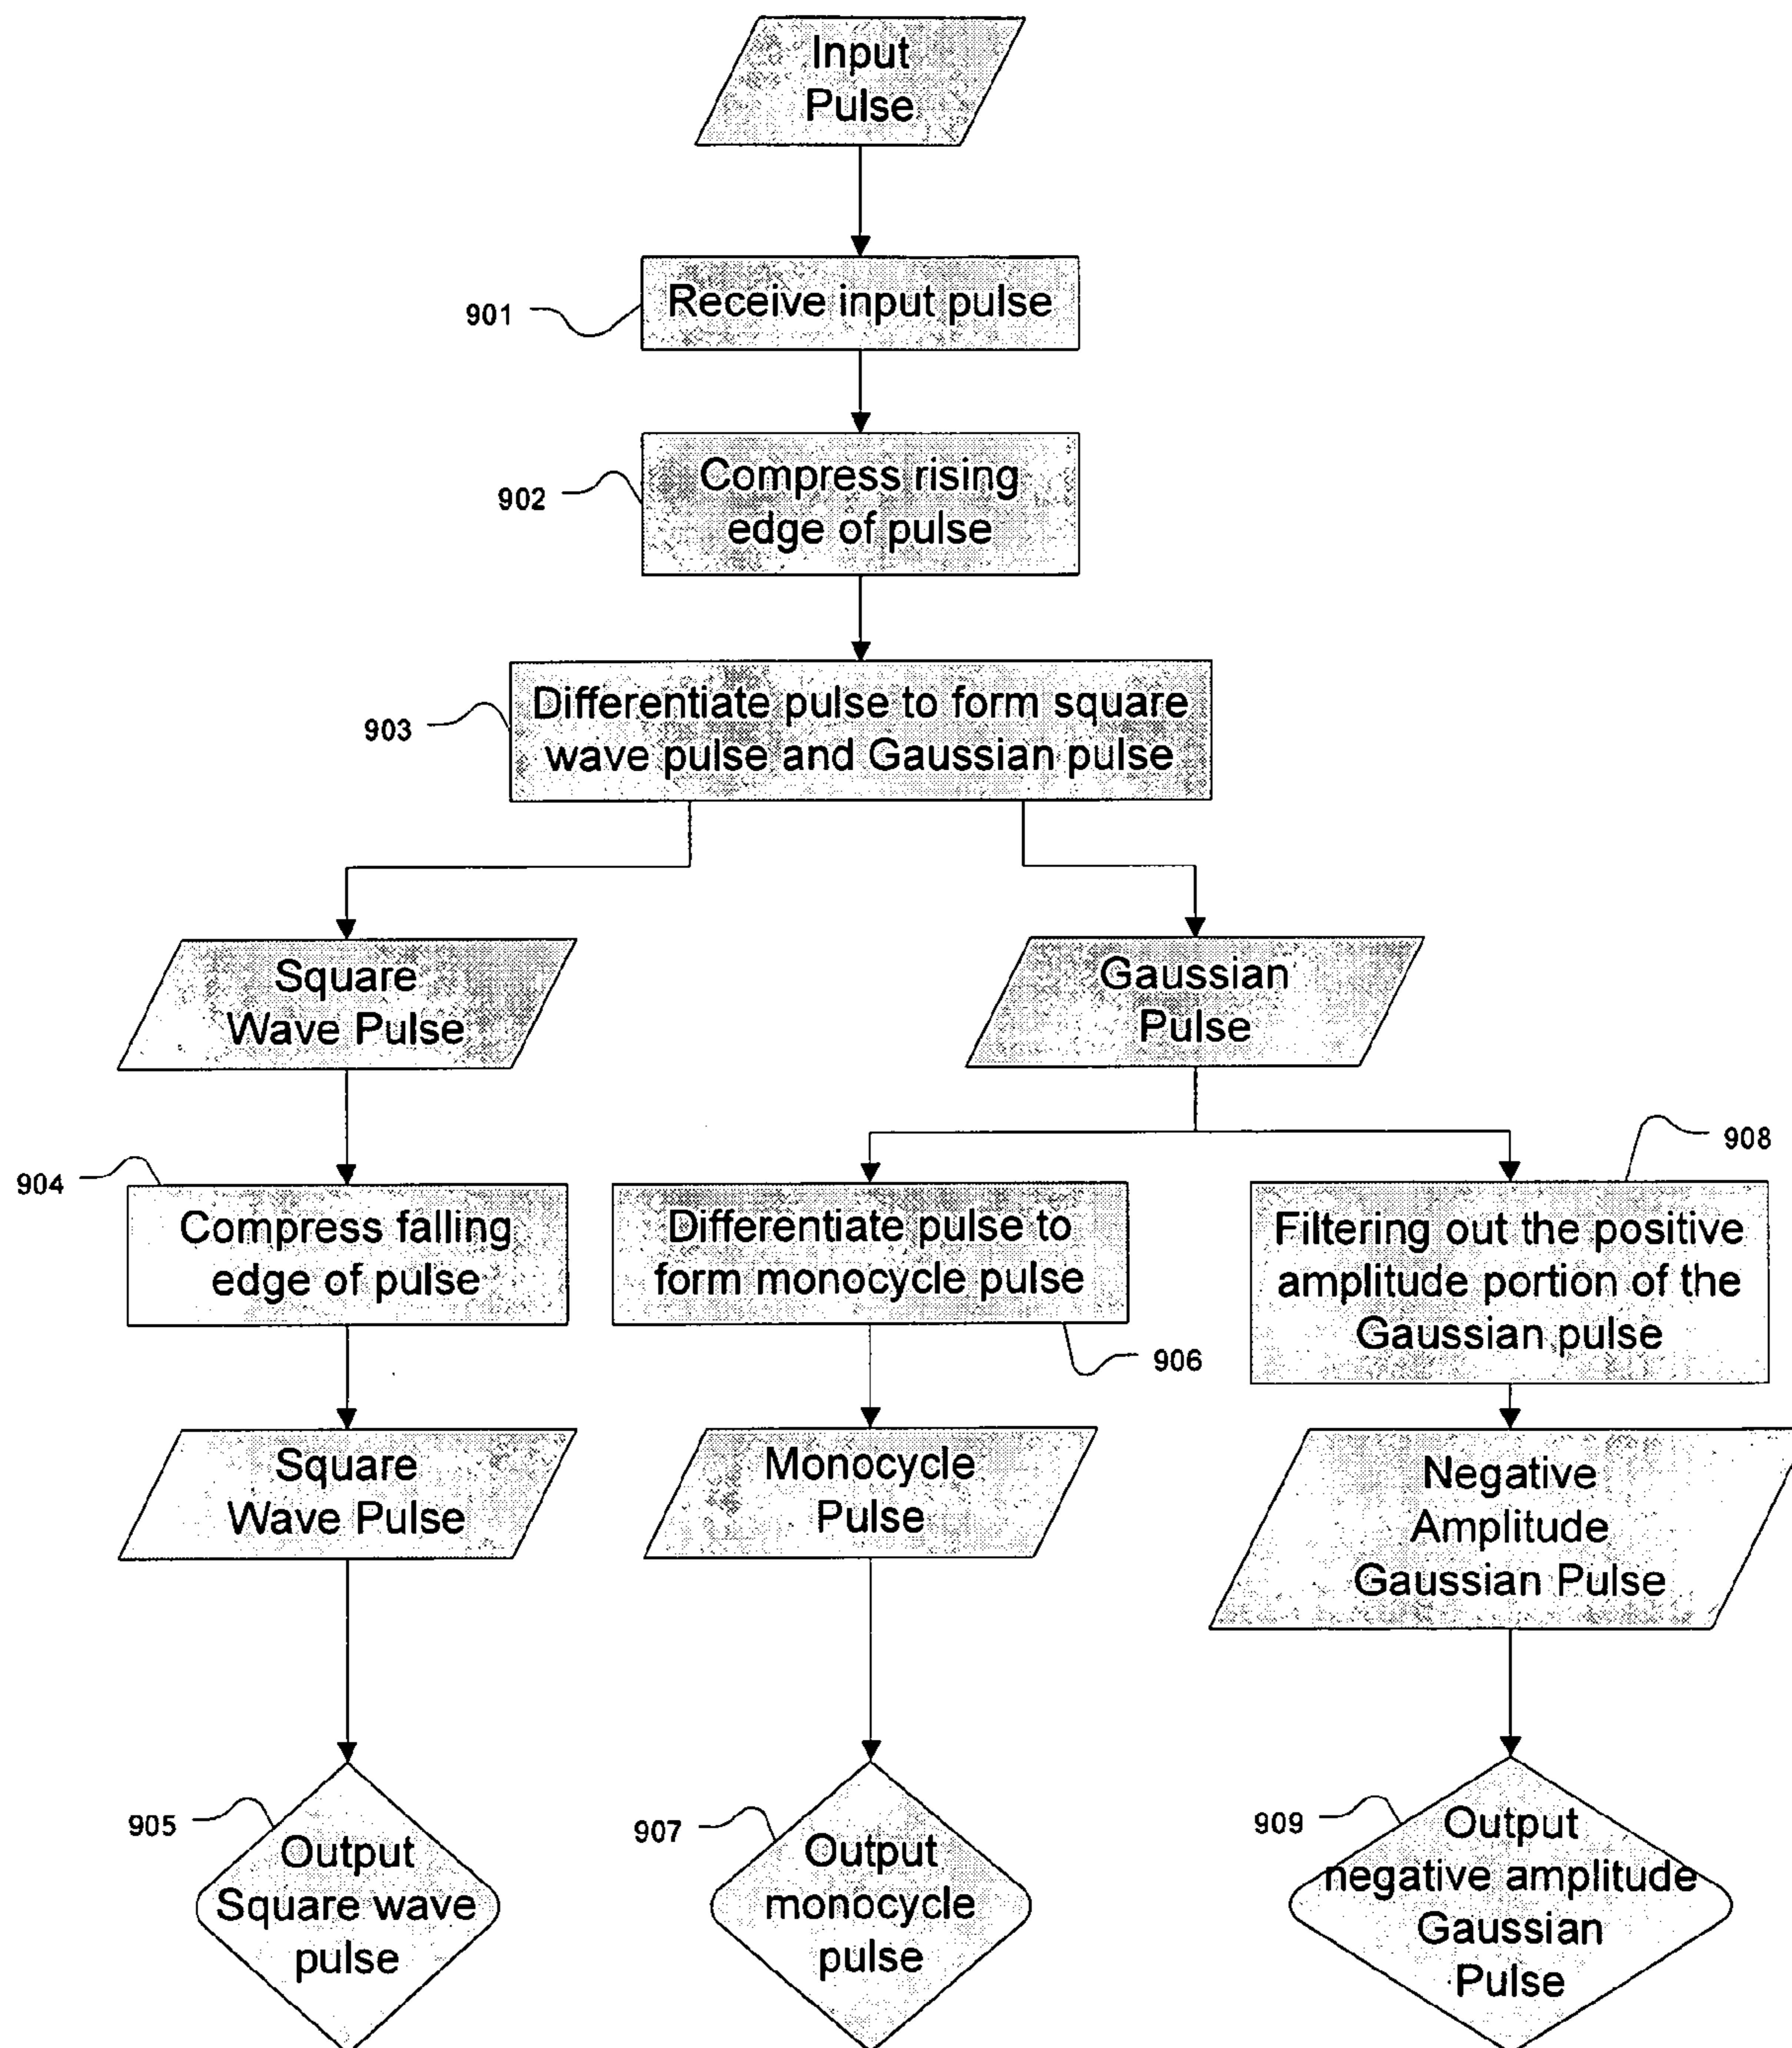 Input
Pulse
901
Receive input pulse
902
Compress rising
edge of pulse
903
Differentiate pulse to form square
wave pulse and Gaussian pulse
Square
Wave Pulse
Gaussian
Pulse
904
Compress falling
edge of pulse
Differentiate pulse to
form monocycle pulse
906
908
Filtering out the positive
amplitude portion of the
Gaussian pulse
Square
Wave Pulse
Monocycle
Pulse
Negative
Amplitude
Gaussian Pulse
905
Output
Square wave
pulse
907
Output
monocycle
pulse
909
Output
negative amplitude
Gaussian
Pulse